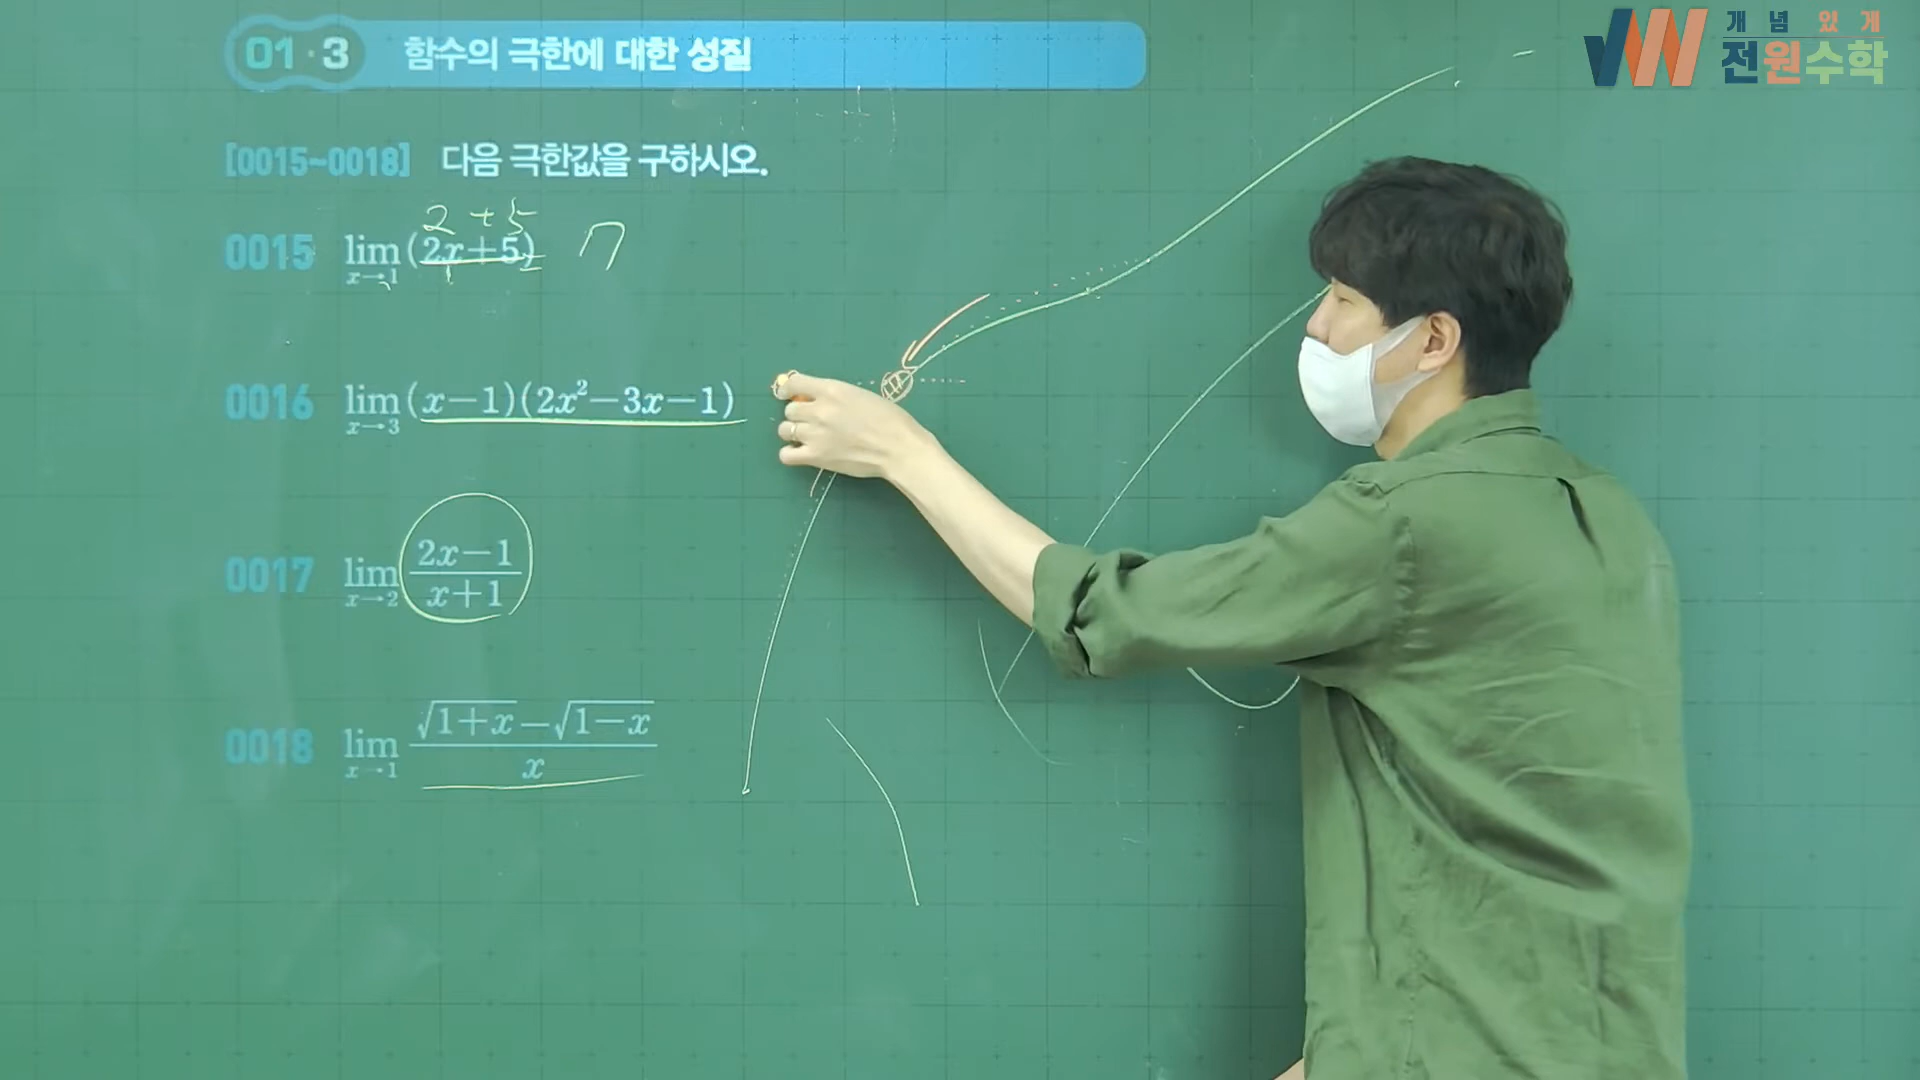 개념있게
전원수학
01·3 함수의 극한에 대한 성질
[0015~0018] 다음 극한값을 구하시오.
2 + 5
0015 lim(2x+5) 7
x→1 1
0016 lim(x−1)(2x²−3x−1)
x→3
0017 lim (2x−1)/(x+1)
x→2
0018 lim (√(1+x)−√(1−x))/x
x→1